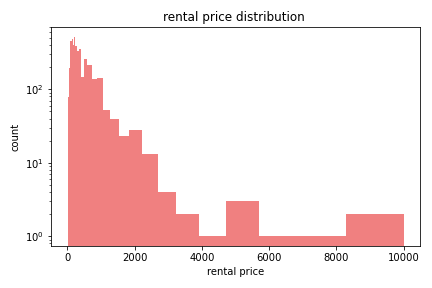 rental price distribution
count
10²
10¹
10⁰
0 2000 4000 6000 8000 10000
rental price